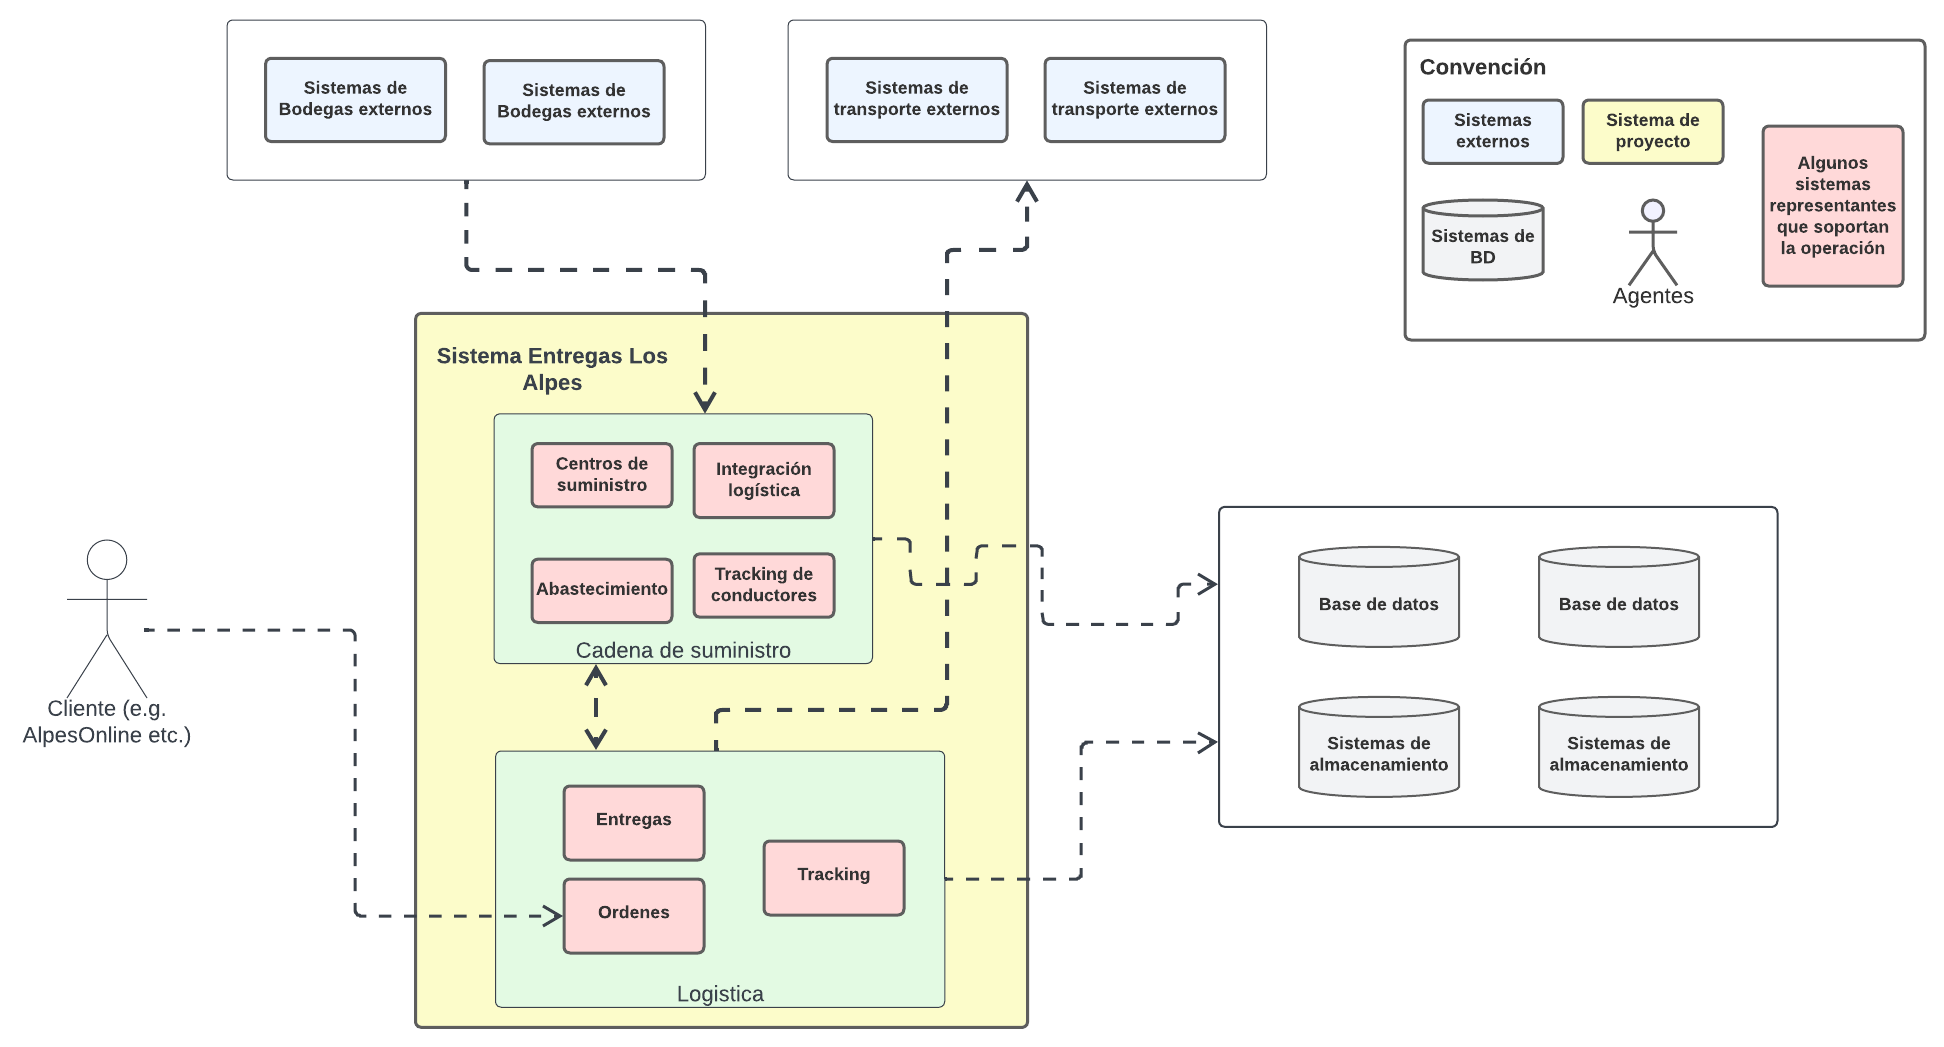 Sistemas de
Bodegas externos
Sistemas de
Bodegas externos
Sistemas de
transporte externos
Sistemas de
transporte externos
Convención
Sistemas
externos
Sistema de
proyecto
Algunos
sistemas
representantes
que soportan
la operación
Sistemas de
BD
Agentes
Sistema Entregas Los
Alpes
Centros de
suministro
Integración
logística
Abastecimiento
Tracking de
conductores
Cadena de suministro
Cliente (e.g.
AlpesOnline etc.)
Base de datos
Base de datos
Sistemas de
almacenamiento
Sistemas de
almacenamiento
Entregas
Tracking
Ordenes
Logistica